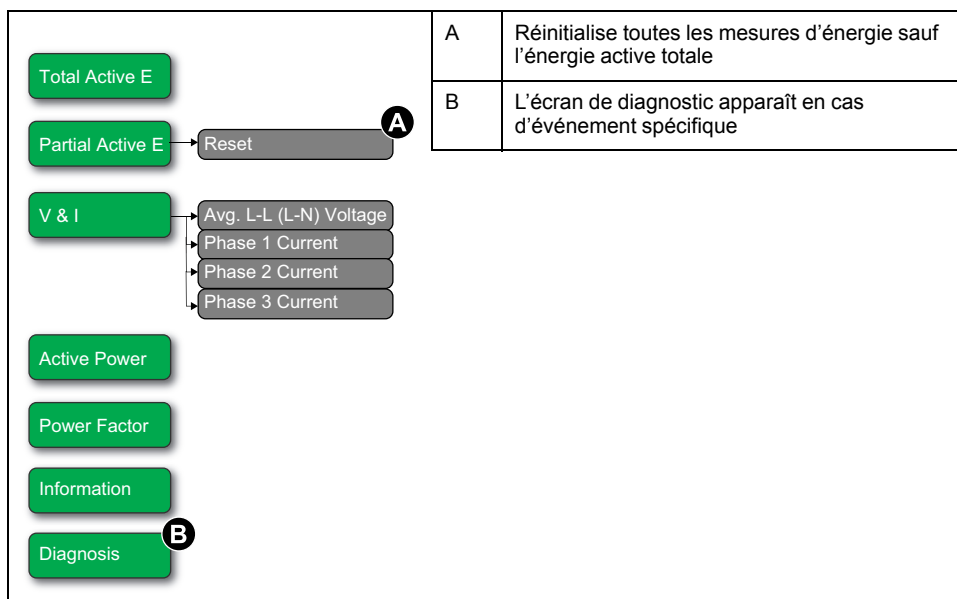 Total Active E
Partial Active E
Reset
A
V & I
Avg. L-L (L-N) Voltage
Phase 1 Current
Phase 2 Current
Phase 3 Current
Active Power
Power Factor
Information
Diagnosis
B
A
Réinitialise toutes les mesures d’énergie sauf
l’énergie active totale
B
L’écran de diagnostic apparaît en cas
d’événement spécifique